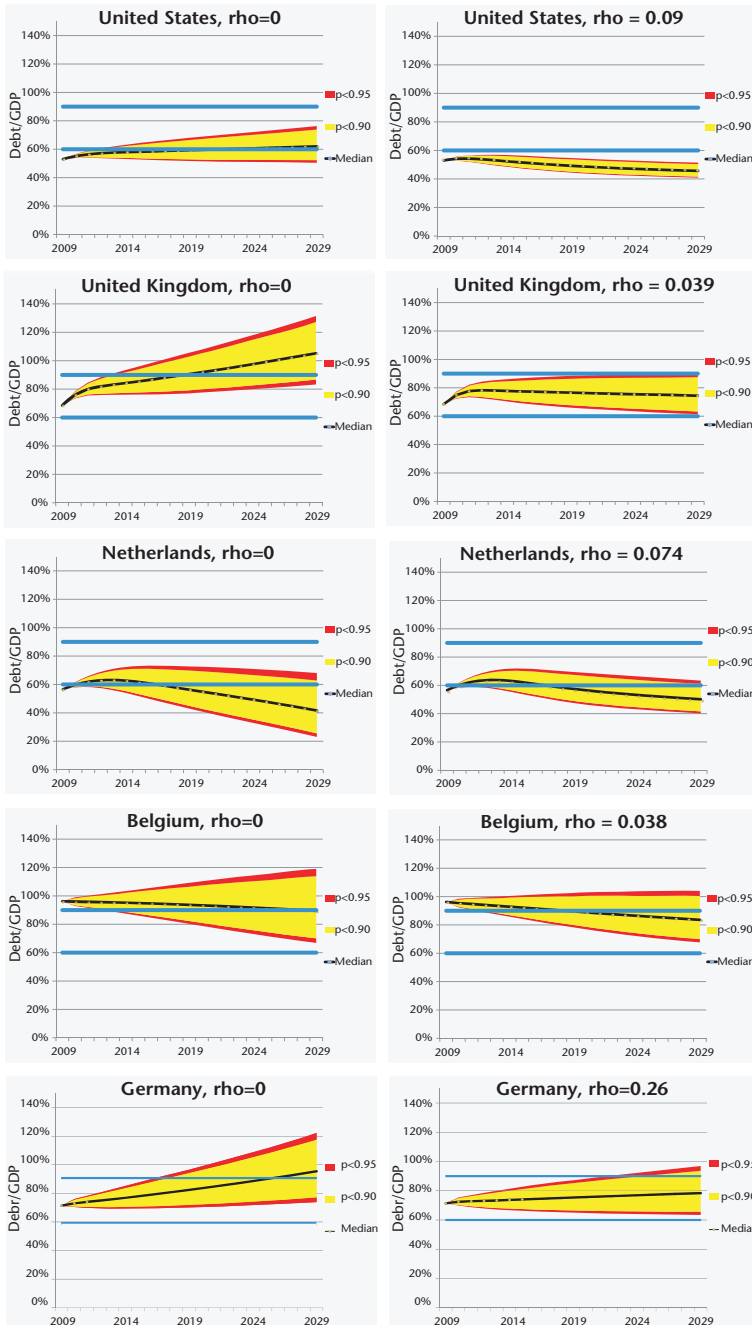 United States, rho=0
Debt/GDP
140%
120%
100%
80%
60%
40%
20%
0%
2009 2014 2019 2024 2029
p<0.95
p<0.90
Median
United States, rho = 0.09
140%
120%
100%
80%
60%
40%
20%
0%
2009 2014 2019 2024 2029
p<0.95
p<0.90
Median
United Kingdom, rho=0
Debt/GDP
140%
120%
100%
80%
60%
40%
20%
0%
2009 2014 2019 2024 2029
p<0.95
p<0.90
Median
United Kingdom, rho = 0.039
Debt/GDP
140%
120%
100%
80%
60%
40%
20%
0%
2009 2014 2019 2024 2029
p<0.95
p<0.90
Median
Netherlands, rho=0
Debt/GDP
140%
120%
100%
80%
60%
40%
20%
0%
2009 2014 2019 2024 2029
p<0.95
p<0.90
Median
Netherlands, rho = 0.074
Debt/GDP
140%
120%
100%
80%
60%
40%
20%
0%
2009 2014 2019 2024 2029
p<0.95
p<0.90
Median
Belgium, rho=0
Debt/GDP
140%
120%
100%
80%
60%
40%
20%
0%
2009 2014 2019 2024 2029
p<0.95
p<0.90
Median
Belgium, rho = 0.038
Debt/GDP
140%
120%
100%
80%
60%
40%
20%
0%
2009 2014 2019 2024 2029
p<0.95
p<0.90
Median
Germany, rho=0
Debr/GDP
140%
120%
100%
80%
60%
40%
20%
0%
2009 2014 2019 2024 2029
p<0.95
p<0.90
Median
Germany, rho=0.26
140%
120%
100%
80%
60%
40%
20%
0%
2009 2014 2019 2024 2029
p<0.95
p<0.90
Median